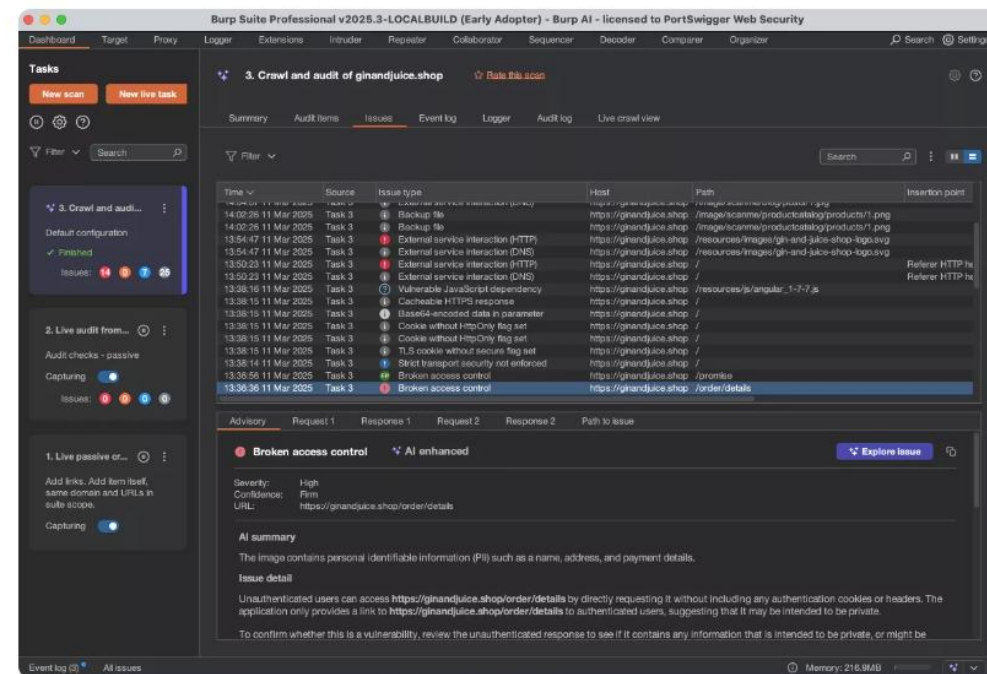 Burp Suite Professional v2025.3-LOCALBUILD (Early Adopter) - Burp AI - licensed to PortSwigger Web Security
Dashboard Target Proxy Logger Extensions Intruder Repeater Collaborator Sequencer Decoder Comparer Organizer Search Settings
Tasks
New scan New live task
Filter Search
3. Crawl and audi...
Default configuration
Finished
Issues: 14 0 7 25
2. Live audit from...
Audit checks - passive
Capturing
Issues: 0 0 0 0
1. Live passive cr...
Add links. Add item itself,
same domain and URLs in
suite scope.
Capturing
3. Crawl and audit of ginandjuice.shop Rate this scan
Summary Audit items Issues Event log Logger Audit log Live crawl view
Filter Search
Time Source Issue type Host Path Insertion point
14:02:26 11 Mar 2025 Task 3 Backup file https://ginandjuice.shop /image/scanme/productcatalog/products/1.png
14:02:26 11 Mar 2025 Task 3 Backup file https://ginandjuice.shop /image/scanme/productcatalog/products/1.png
13:54:47 11 Mar 2025 Task 3 External service interaction (HTTP) https://ginandjuice.shop /resources/images/gin-and-juice-shop-logo.svg
13:54:47 11 Mar 2025 Task 3 External service interaction (DNS) https://ginandjuice.shop /resources/images/gin-and-juice-shop-logo.svg
13:50:23 11 Mar 2025 Task 3 External service interaction (HTTP) https://ginandjuice.shop / Referer HTTP he
13:50:23 11 Mar 2025 Task 3 External service interaction (DNS) https://ginandjuice.shop / Referer HTTP he
13:38:16 11 Mar 2025 Task 3 Vulnerable JavaScript dependency https://ginandjuice.shop /resources/js/angular_1-7-7.js
13:38:15 11 Mar 2025 Task 3 Cacheable HTTPS response https://ginandjuice.shop /
13:38:15 11 Mar 2025 Task 3 Base64-encoded data in parameter https://ginandjuice.shop /
13:38:15 11 Mar 2025 Task 3 Cookie without HttpOnly flag set https://ginandjuice.shop /
13:38:15 11 Mar 2025 Task 3 Cookie without HttpOnly flag set https://ginandjuice.shop /
13:38:15 11 Mar 2025 Task 3 TLS cookie without secure flag set https://ginandjuice.shop /
13:38:14 11 Mar 2025 Task 3 Strict transport security not enforced https://ginandjuice.shop /
13:36:56 11 Mar 2025 Task 3 Broken access control https://ginandjuice.shop /promise
13:36:36 11 Mar 2025 Task 3 Broken access control https://ginandjuice.shop /order/details
Advisory Request 1 Response 1 Request 2 Response 2 Path to issue
Broken access control AI enhanced Explore issue
Severity: High
Confidence: Firm
URL: https://ginandjuice.shop/order/details
AI summary
The image contains personal identifiable information (PII) such as a name, address, and payment details.
Issue detail
Unauthenticated users can access https://ginandjuice.shop/order/details by directly requesting it without including any authentication cookies or headers. The
application only provides a link to https://ginandjuice.shop/order/details to authenticated users, suggesting that it may be intended to be private.
To confirm whether this is a vulnerability, review the unauthenticated response to see if it contains any information that is intended to be private, or might be
Event log (3) All issues Memory: 216.9MB